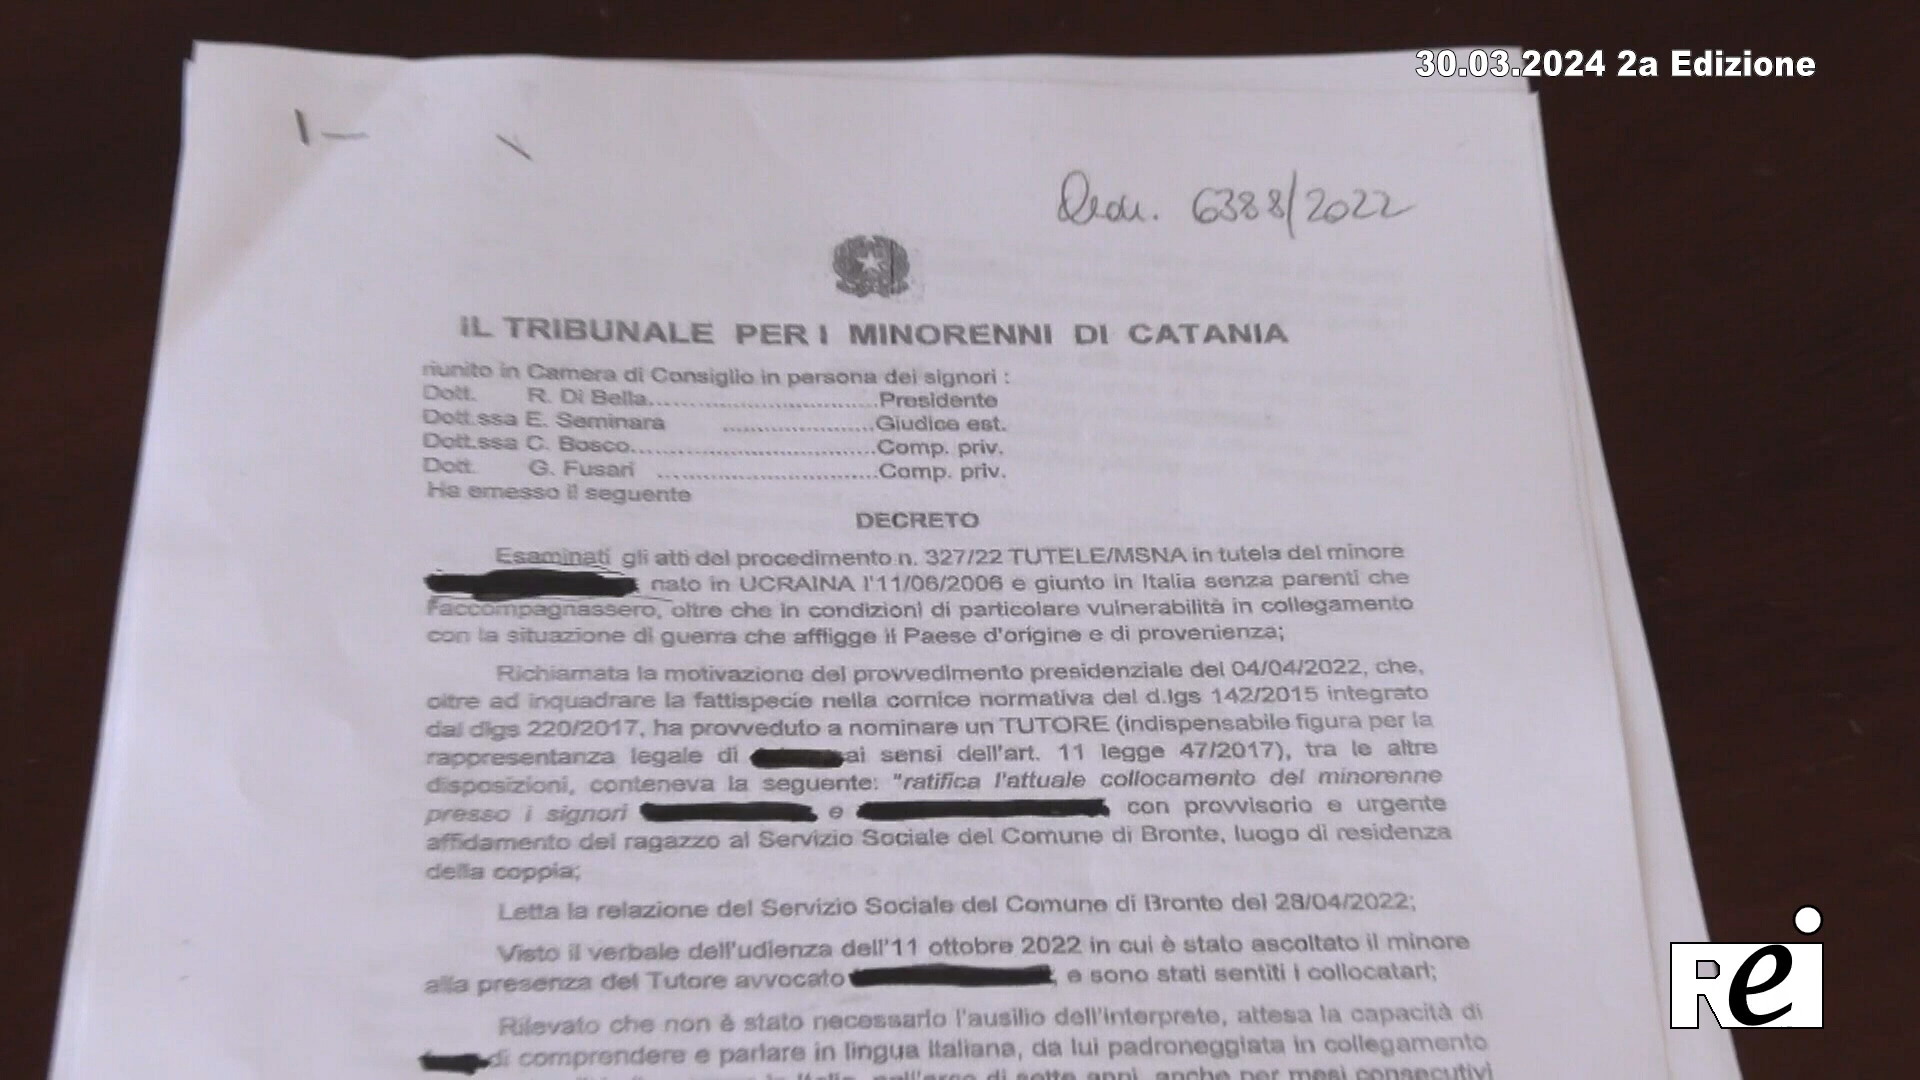 30.03.2024 2a Edizione
6388/2022
IL TRIBUNALE PER I MINORENNI DI CATANIA
riunito in Camera di Consiglio in persona dei signori :
Dott. R. Di Bella..............................Presidente
Dott.ssa E. Seminara ....................Giudice est.
Dott.ssa C. Bosco................................Comp. priv.
Dott. G. Fusari .............................Comp. priv.
Ha emesso il seguente
DECRETO
Esaminati gli atti del procedimento n. 327/22 TUTELE/MSNA in tutela del minore
nato in UCRAINA l'11/06/2006 e giunto in Italia senza parenti che
l'accompagnassero, oltre che in condizioni di particolare vulnerabilità in collegamento
con la situazione di guerra che affligge il Paese d'origine e di provenienza;
Richiamata la motivazione del provvedimento presidenziale del 04/04/2022, che,
oltre ad inquadrare la fattispecie nella cornice normativa del d.lgs 142/2015 integrato
dal dlgs 220/2017, ha provveduto a nominare un TUTORE (indispensabile figura per la
rappresentanza legale di ai sensi dell'art. 11 legge 47/2017), tra le altre
disposizioni, conteneva la seguente: "ratifica l'attuale collocamento del minorenne
presso i signori e con provvisorio e urgente
affidamento del ragazzo al Servizio Sociale del Comune di Bronte, luogo di residenza
della coppia;
Letta la relazione del Servizio Sociale del Comune di Bronte del 28/04/2022;
Visto il verbale dell'udienza dell'11 ottobre 2022 in cui è stato ascoltato il minore
alla presenza del Tutore avvocato , e sono stati sentiti i collocatari;
Rilevato che non è stato necessario l'ausilio dell'interprete, attesa la capacità di
di comprendere e parlare in lingua italiana, da lui padroneggiata in collegamento
in Italia, nell'arco di sette anni, anche per mesi consecutivi
Rei